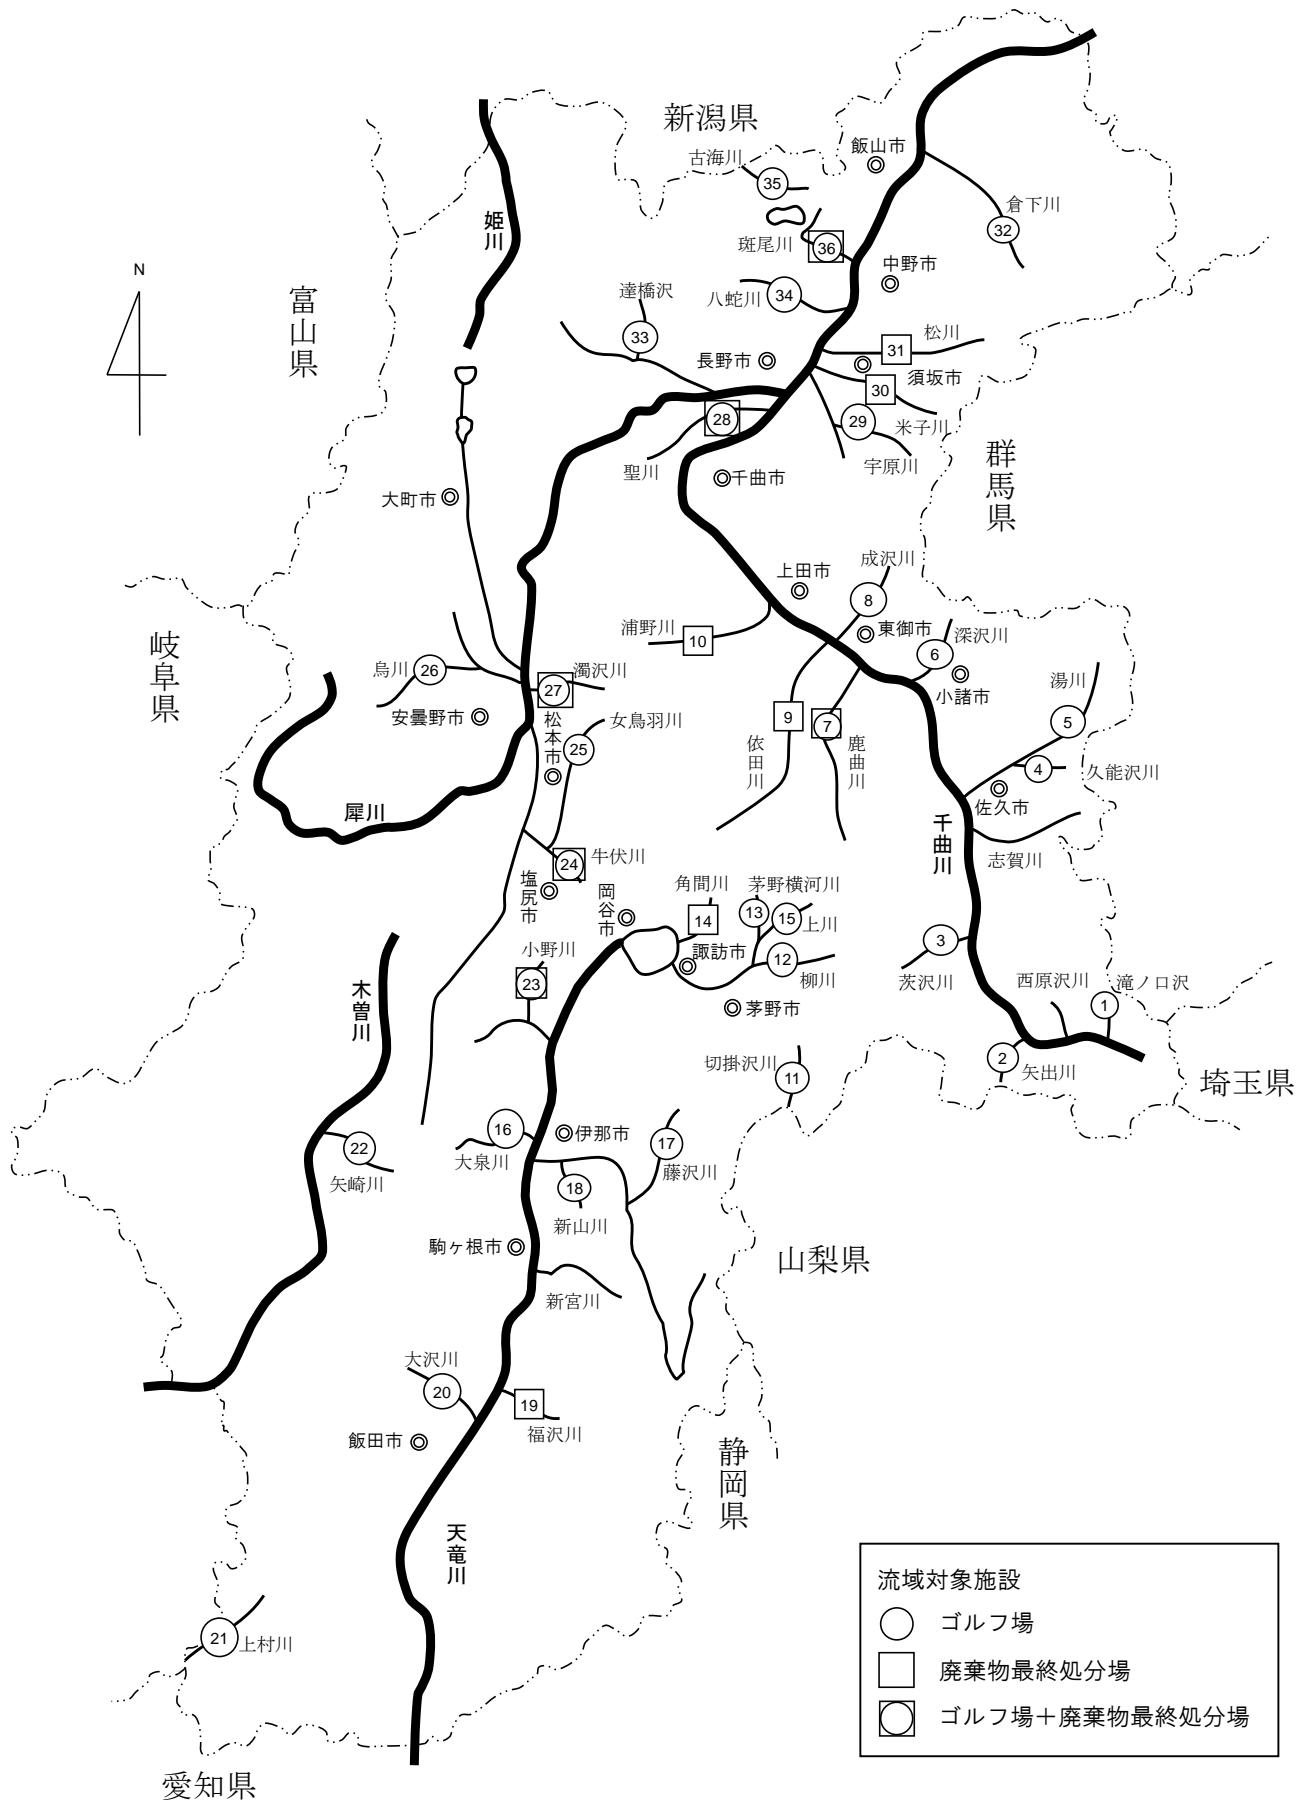 新潟県
古海川
35
飯山市
倉下川
32
姫川
斑尾川
36
中野市
N
富山県
達橋沢
33
八蛇川
34
松川
31
長野市
須坂市
30
米子川
28
29
宇原川
聖川
千曲市
群馬県
大町市
成沢川
上田市
8
浦野川
10
東御市
深沢川
6
岐阜県
烏川
26
濁沢川
27
小諸市
湯川
安曇野市
松本市
女鳥羽川
25
9
7
5
依田川
鹿曲川
4
久能沢川
佐久市
犀川
千曲川
志賀川
24
牛伏川
塩尻市
岡谷市
角間川
14
茅野横河川
13
15
上川
小野川
23
諏訪市
12
柳川
3
茨沢川
木曽川
茅野市
西原沢川
滝ノ口沢
1
切掛沢川
11
2
矢出川
埼玉県
16
伊那市
17
22
大泉川
藤沢川
矢崎川
18
新山川
駒ヶ根市
山梨県
新宮川
大沢川
20
19
福沢川
飯田市
静岡県
天竜川
21
上村川
愛知県
流域対象施設
ゴルフ場
廃棄物最終処分場
ゴルフ場＋廃棄物最終処分場